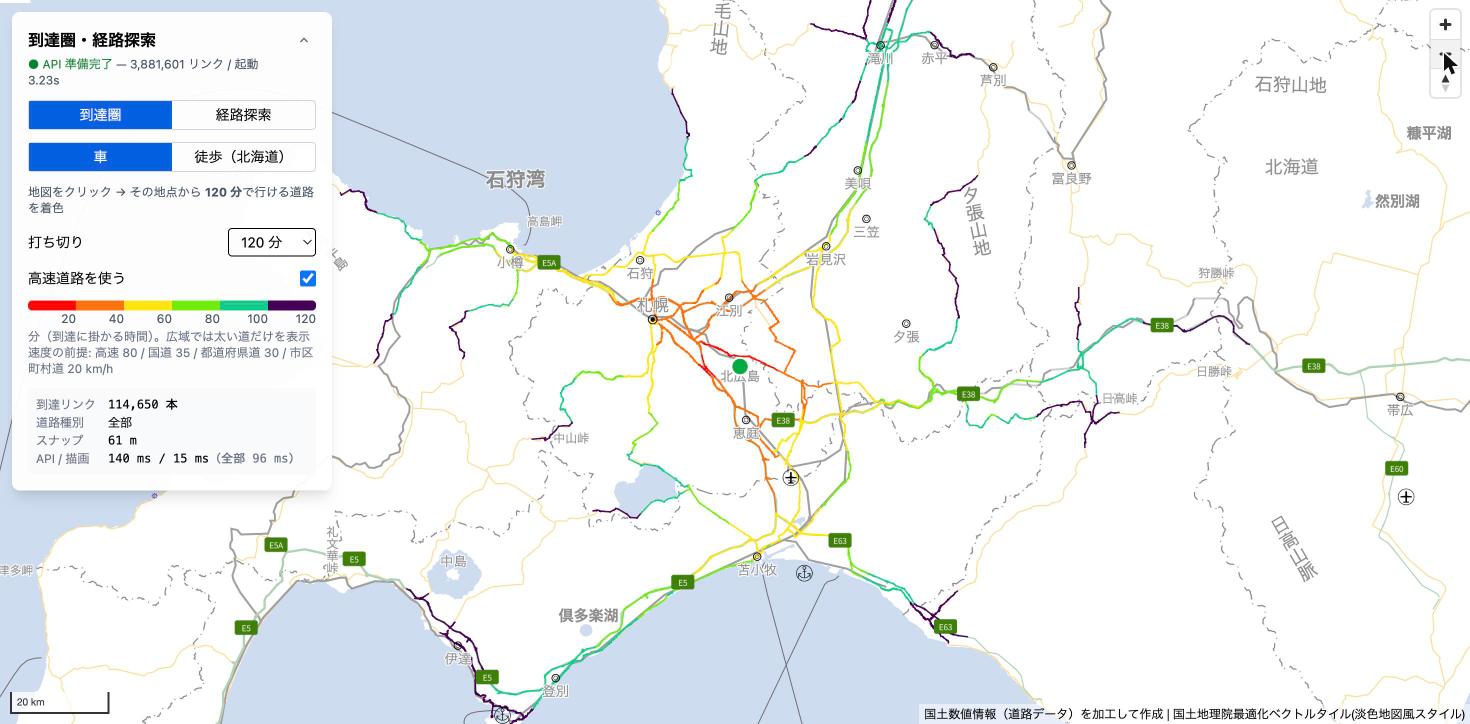 到達圏・経路探索
● API 準備完了 — 3,881,601 リンク / 起動
3.23s
到達圏 経路探索
車 徒歩（北海道）
地図をクリック → その地点から 120 分で行ける道路
を着色
打ち切り 120 分
高速道路を使う
20 40 60 80 100 120
分（到達に掛かる時間）。広域では太い道だけを表示
速度の前提: 高速 80 / 国道 35 / 都道府県道 30 / 市区
町村道 20 km/h
到達リンク 114,650 本
道路種別 全部
スナップ 61 m
API / 描画 140 ms / 15 ms（全部 96 ms）
毛山地
滝川
赤平
芦別
石狩山地
糠平湖
北海道
富良野
然別湖
石狩湾
美唄
夕張山地
高島岬
三笠
小樽
E5A
石狩
岩見沢
狩勝峠
札幌
江別
夕張
E38
北広島
日勝峠
E38
E38
日高峠
帯広
恵庭
E38
中山峠
E60
礼文華峠
E5A
E5
中島
津多岬
E63
苫小牧
E5
日高山脈
倶多楽湖
E5
E63
伊達
E5
登別
20 km
国土数値情報（道路データ）を加工して作成 | 国土地理院最適化ベクトルタイル(淡色地図風スタイル)